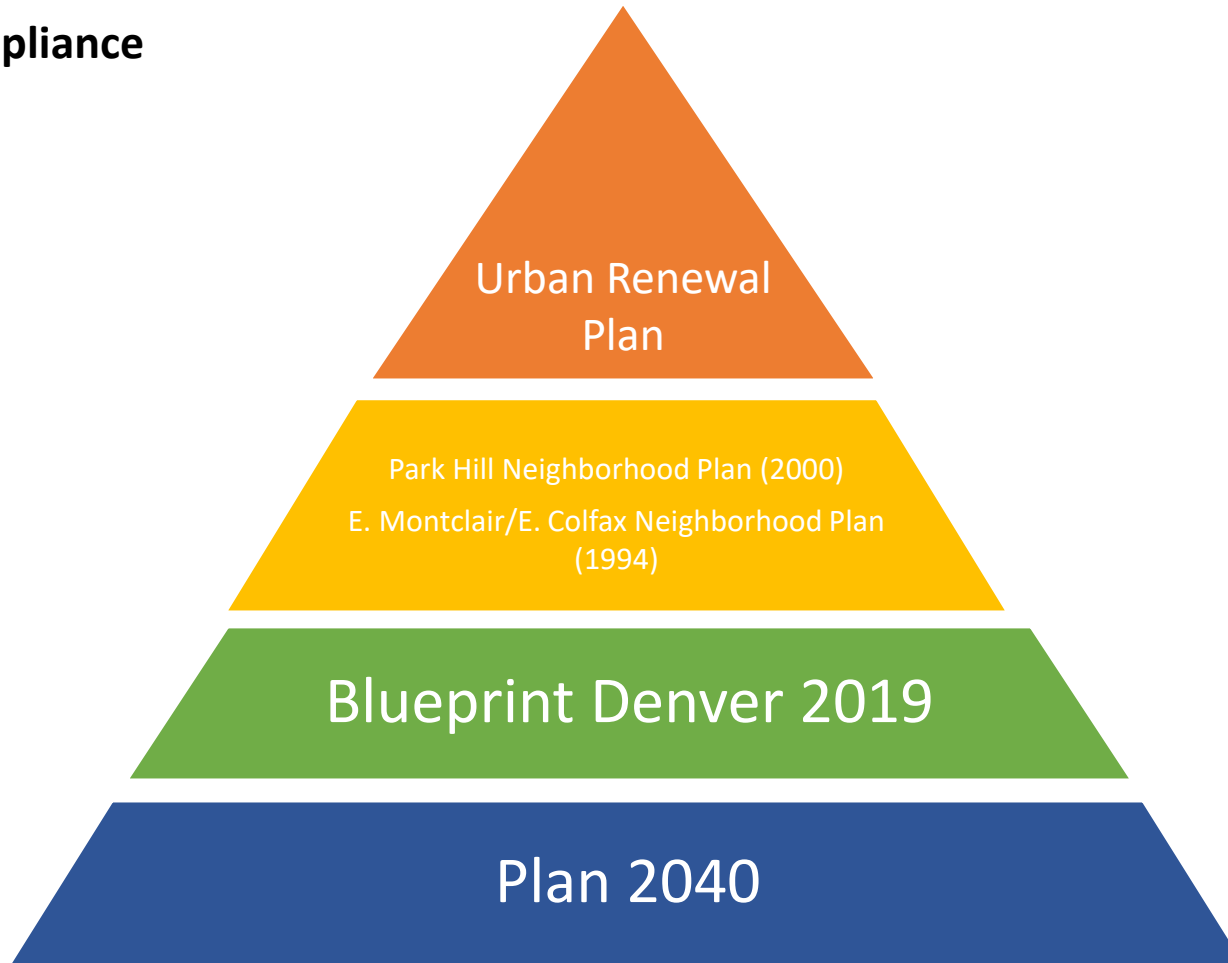 pliance
Urban Renewal
Plan
Park Hill Neighborhood Plan (2000)
E. Montclair/E. Colfax Neighborhood Plan
(1994)
Blueprint Denver 2019
Plan 2040